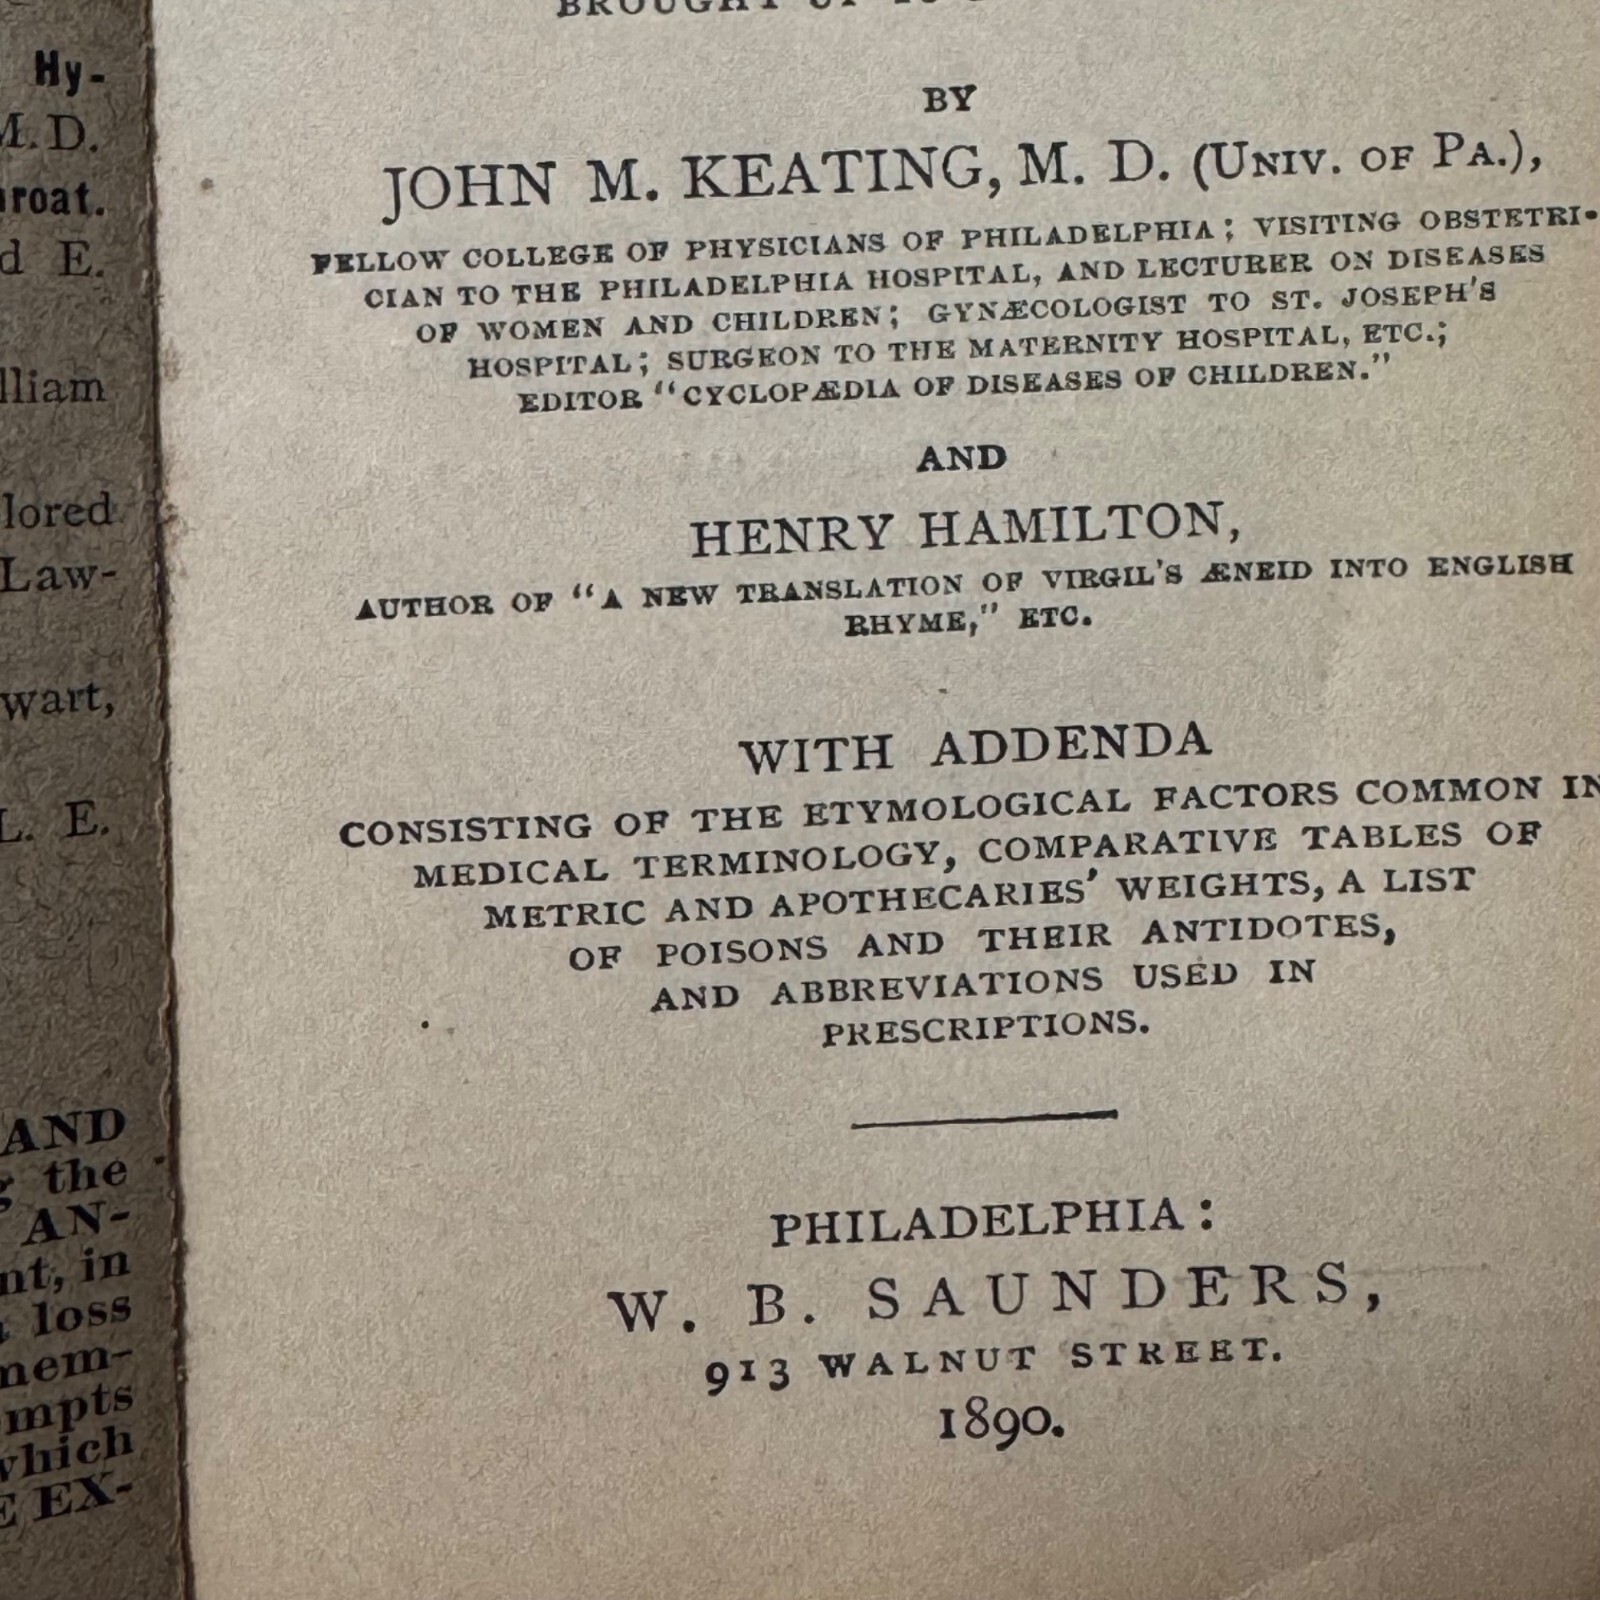 Hy-
M.D.
hroat.
d E.
lliam
lored
Law-
wart,
L. E.
AND
g the
AN-
nt, in
loss
mem-
mpts
which
E EX-
BROUGHT UP TO
BY
JOHN M. KEATING, M. D. (UNIV. OF PA.),
FELLOW COLLEGE OF PHYSICIANS OF PHILADELPHIA; VISITING OBSTETRI-
CIAN TO THE PHILADELPHIA HOSPITAL, AND LECTURER ON DISEASES
OF WOMEN AND CHILDREN; GYNÆCOLOGIST TO ST. JOSEPH'S
HOSPITAL; SURGEON TO THE MATERNITY HOSPITAL, ETC.;
EDITOR "CYCLOPÆDIA OF DISEASES OF CHILDREN."
AND
HENRY HAMILTON,
AUTHOR OF "A NEW TRANSLATION OF VIRGIL'S ÆNEID INTO ENGLISH
RHYME," ETC.
WITH ADDENDA
CONSISTING OF THE ETYMOLOGICAL FACTORS COMMON IN
MEDICAL TERMINOLOGY, COMPARATIVE TABLES OF
METRIC AND APOTHECARIES' WEIGHTS, A LIST
OF POISONS AND THEIR ANTIDOTES,
AND ABBREVIATIONS USED IN
PRESCRIPTIONS.
PHILADELPHIA:
W. B. SAUNDERS,
913 WALNUT STREET.
1890.